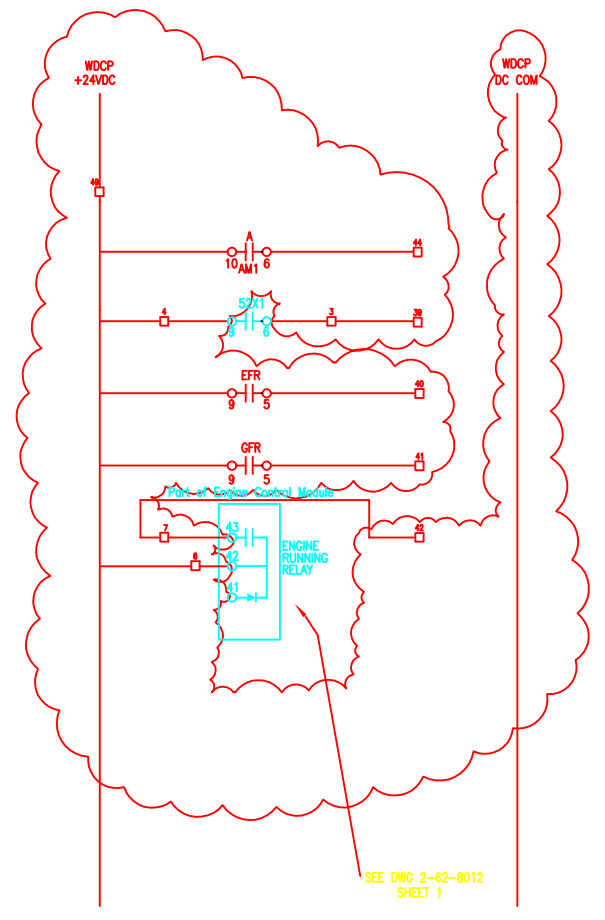 WDCP
+24VDC
WDCP
DC COM
49
A
44
10 6
AM1
52X1
4
3
39
9 6
EFR
40
9 5
GFR
41
9 5
Part of Engine Control Module
7
43
42
ENGINE
RUNNING
RELAY
6
42
41
SEE DWG 2-62-8012
SHEET 1